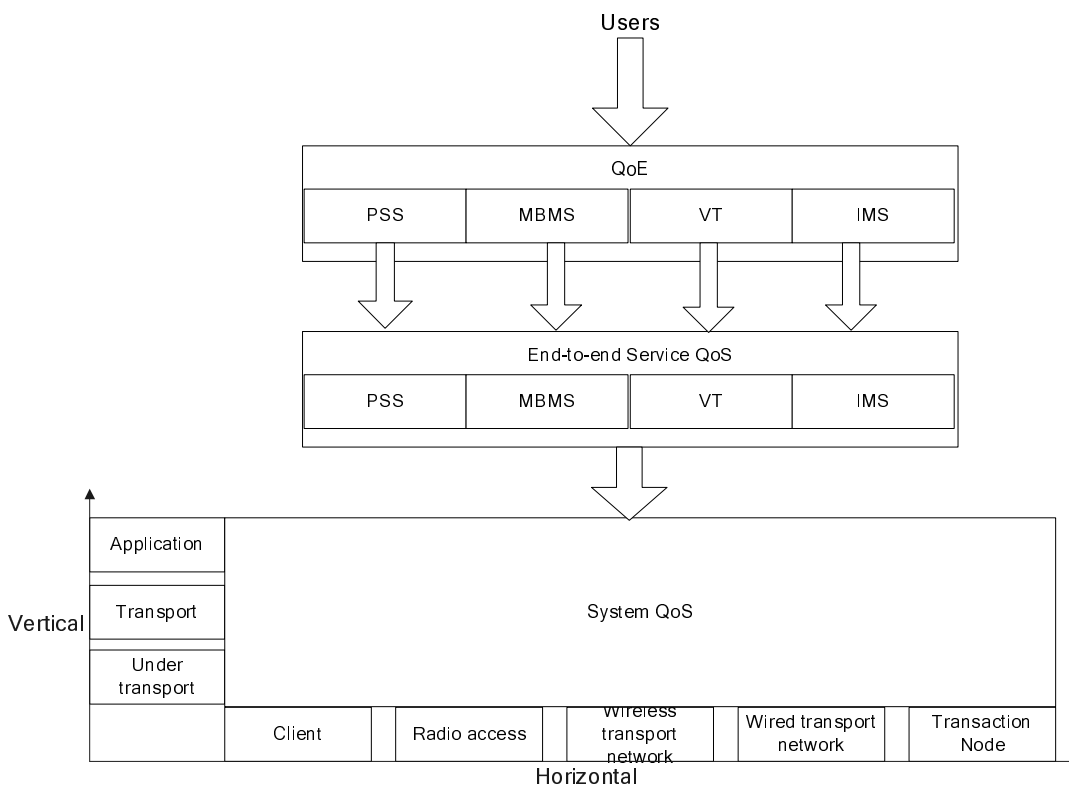 Users
QoE
PSS
MBMS
VT
IMS
End-to-end Service QoS
PSS
MBMS
VT
IMS
Application
Transport
Under
transport
Vertical
System QoS
Client
Radio access
Wireless
transport
network
Wired transport
network
Transaction
Node
Horizontal